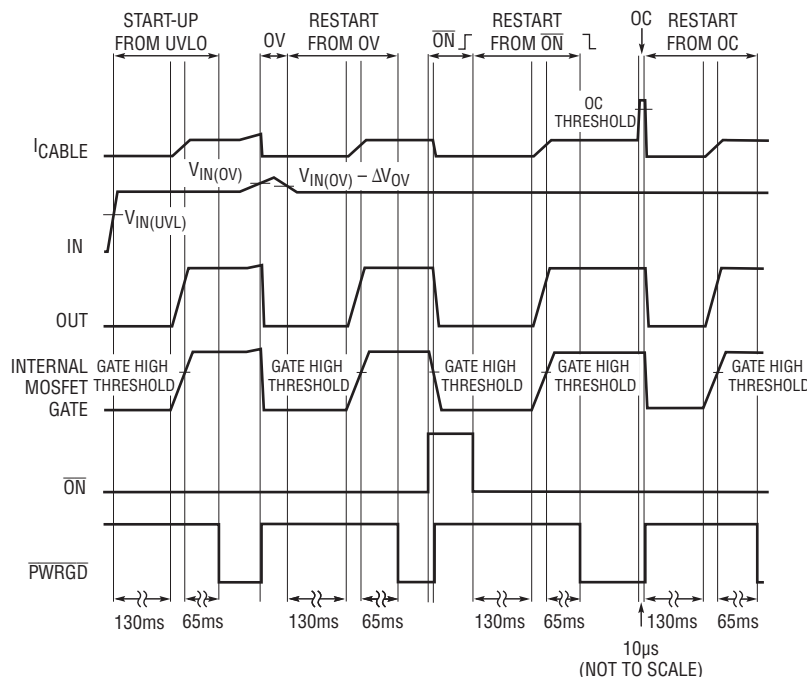 START-UP
FROM UVLO
OV
RESTART
FROM OV
ON
RESTART
FROM ON
OC
RESTART
FROM OC
OC
THRESHOLD
ICABLE
VIN(OV)
VIN(OV) – ΔVOV
VIN(UVL)
IN
OUT
INTERNAL
MOSFET
GATE
GATE HIGH
THRESHOLD
GATE HIGH
THRESHOLD
GATE HIGH
THRESHOLD
GATE HIGH
THRESHOLD
GATE HIGH
THRESHOLD
ON
PWRGD
130ms 65ms 130ms 65ms 130ms 65ms 130ms 65ms
10µs
(NOT TO SCALE)